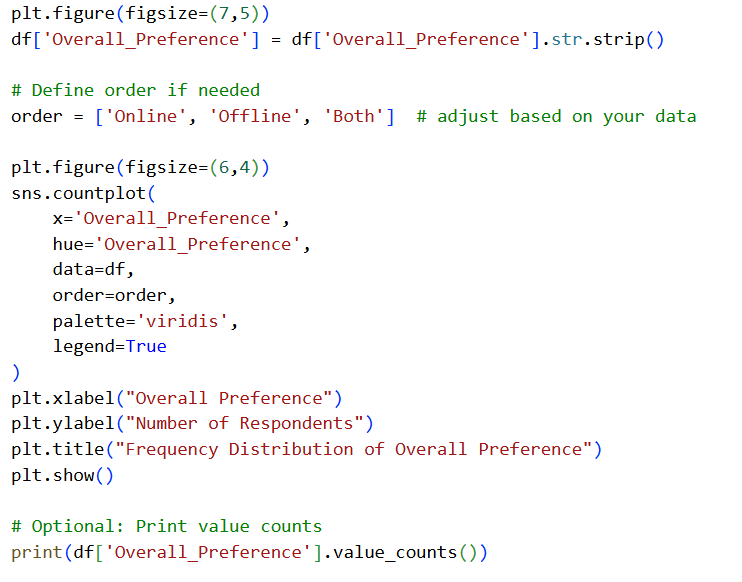 plt.figure(figsize=(7,5))
df['Overall_Preference'] = df['Overall_Preference'].str.strip()

# Define order if needed
order = ['Online', 'Offline', 'Both']  # adjust based on your data

plt.figure(figsize=(6,4))
sns.countplot(
    x='Overall_Preference',
    hue='Overall_Preference',
    data=df,
    order=order,
    palette='viridis',
    legend=True
)
plt.xlabel("Overall Preference")
plt.ylabel("Number of Respondents")
plt.title("Frequency Distribution of Overall Preference")
plt.show()

# Optional: Print value counts
print(df['Overall_Preference'].value_counts())